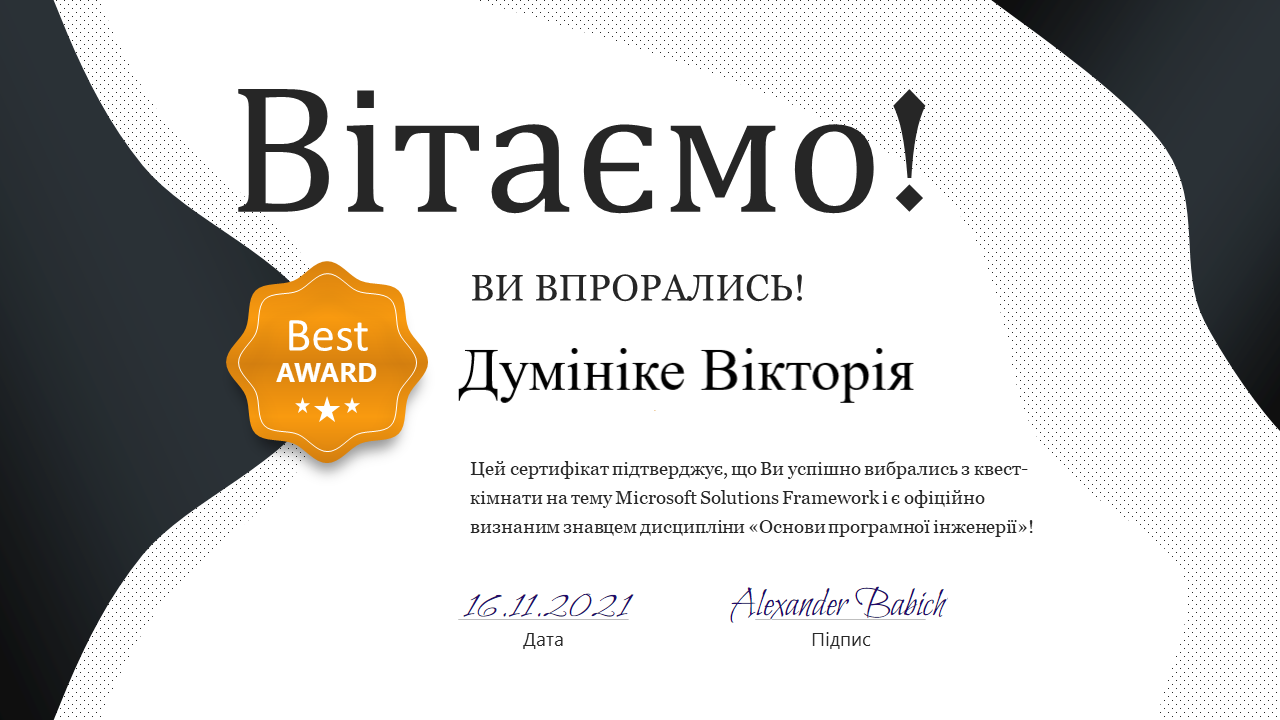 Вітаємо!
ВИ ВПРОРАЛИСЬ!
Best
AWARD
Думініке Вікторія
Цей сертифікат підтверджує, що Ви успішно вибрались з квест-
кімнати на тему Microsoft Solutions Framework і є офіційно
визнаним знавцем дисципліни «Основи програмної інженерії»!
16.11.2021 Alexander Babich
Дата Підпис